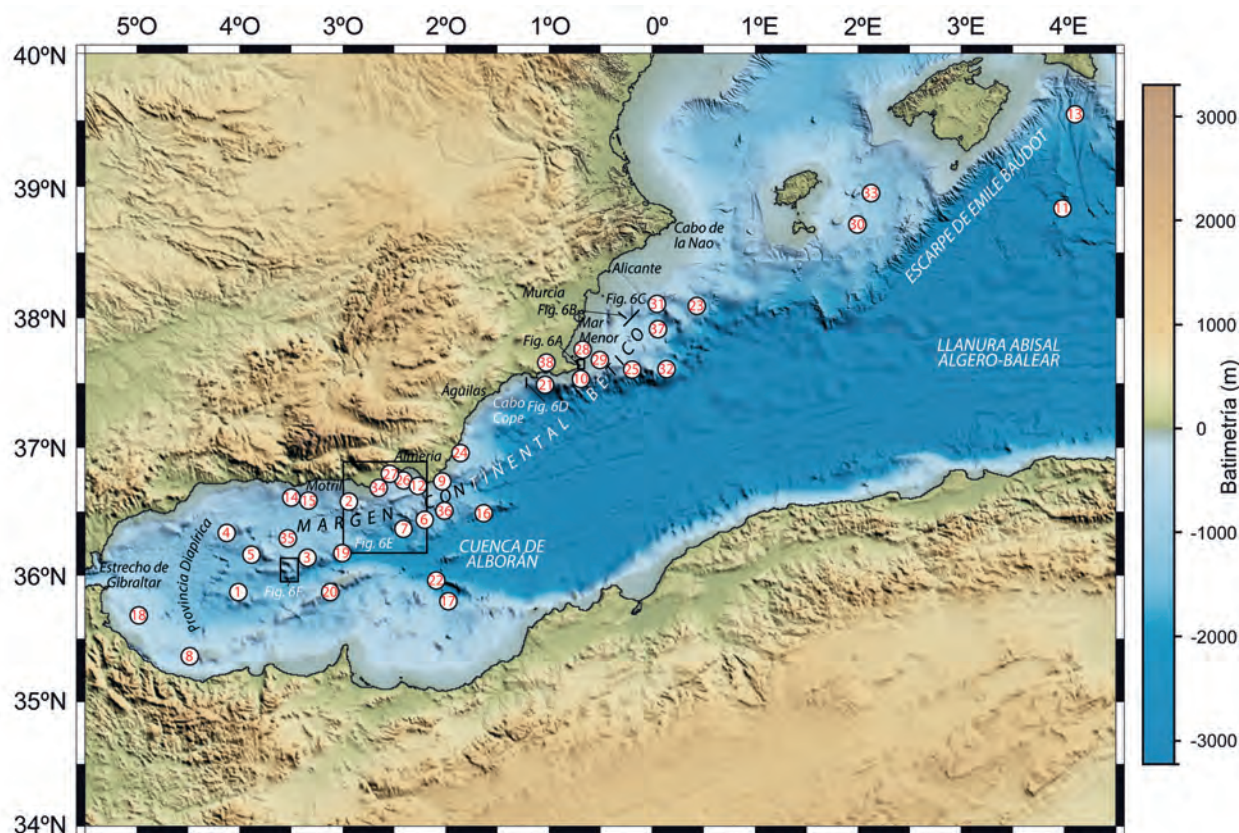 5ºO 4ºO 3ºO 2ºO 1ºO 0º 1ºE 2ºE 3ºE 4ºE
40ºN
39ºN
38ºN
37ºN
36ºN
35ºN
34ºN
13
33
11
30
ESCARPE DE EMILE BAUDOT
Cabo de
la Nao
Alicante
Murcia
Fig. 6B
Fig. 6C
31
23
Mar
Menor
37
Fig. 6A
28
29
38
25
32
10
21
Águilas
Cabo
Cope
Fig. 6D
LLANURA ABISAL
ALGERO-BALEAR
MARGEN CONTINENTAL BÉTICO
24
Almería
27
26
12
9
34
Motril
14
15
2
36
16
6
7
Fig. 6E
4
35
5
3
19
CUENCA DE
ALBORÁN
Estrecho de
Gibraltar
Provincia Diapírica
Fig. 6F
1
20
22
17
18
8
3000
2000
1000
0
-1000
-2000
-3000
Batimetría (m)